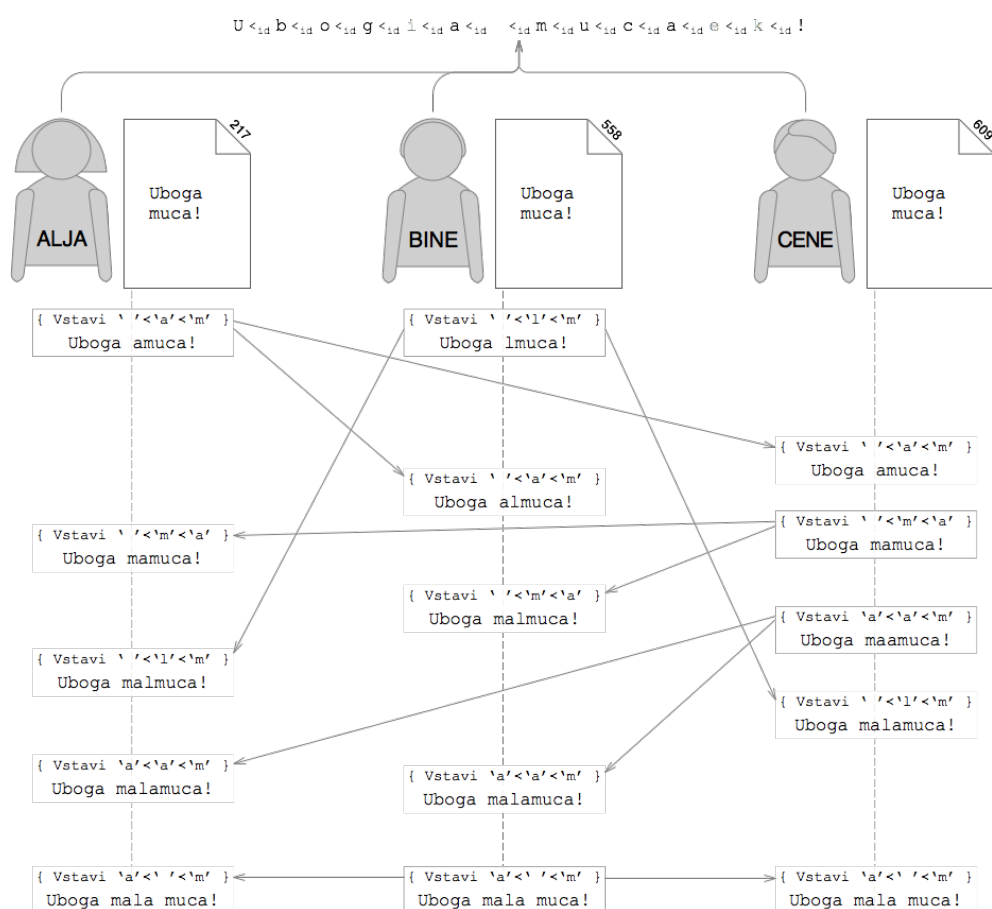 U <id b <id o <id g <id i <id a <id   <id m <id u <id c <id a <id e <id k <id !
217
558
609
Uboga
muca!
Uboga
muca!
Uboga
muca!
ALJA
BINE
CENE
{ Vstavi ‘ ’<‘a’<‘m’ }
Uboga amuca!
{ Vstavi ‘ ’<‘l’<‘m’ }
Uboga lmuca!
{ Vstavi ‘ ’<‘a’<‘m’ }
Uboga amuca!
{ Vstavi ‘ ’<‘a’<‘m’ }
Uboga almuca!
{ Vstavi ‘ ’<‘m’<‘a’ }
Uboga mamuca!
{ Vstavi ‘ ’<‘m’<‘a’ }
Uboga mamuca!
{ Vstavi ‘ ’<‘m’<‘a’ }
Uboga malmuca!
{ Vstavi ‘a’<‘a’<‘m’ }
Uboga maamuca!
{ Vstavi ‘ ’<‘l’<‘m’ }
Uboga malmuca!
{ Vstavi ‘ ’<‘l’<‘m’ }
Uboga malamuca!
{ Vstavi ‘a’<‘a’<‘m’ }
Uboga malamuca!
{ Vstavi ‘a’<‘a’<‘m’ }
Uboga malamuca!
{ Vstavi ‘a’<‘ ’<‘m’ }
Uboga mala muca!
{ Vstavi ‘a’<‘ ’<‘m’ }
Uboga mala muca!
{ Vstavi ‘a’<‘ ’<‘m’ }
Uboga mala muca!